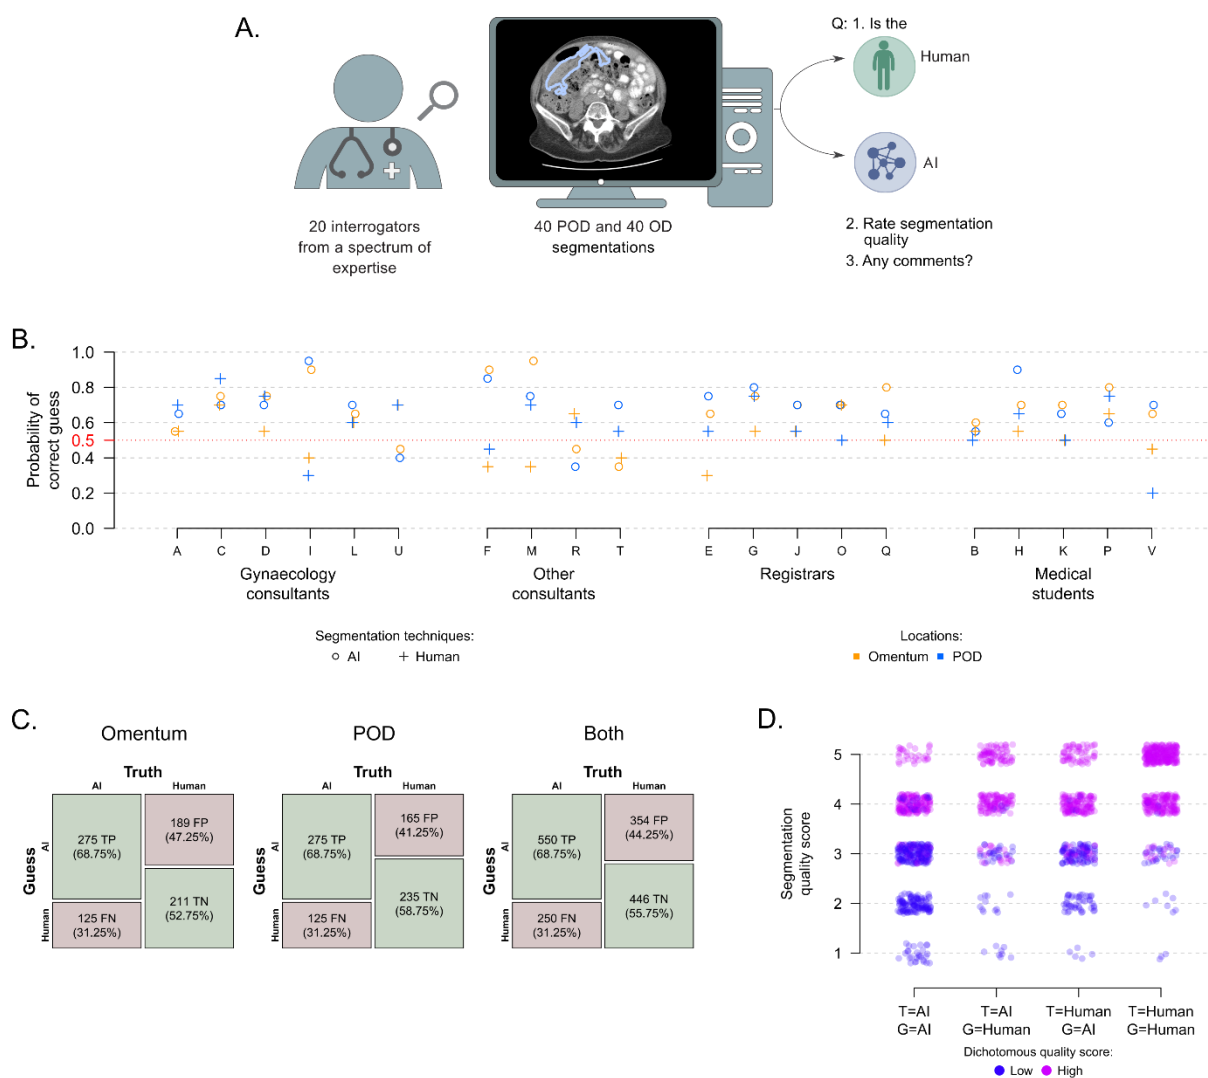 A.
Q: 1. Is the
Human
AI
20 interrogators
from a spectrum of
expertise
40 POD and 40 OD
segmentations
2. Rate segmentation
quality
3. Any comments?
B.
Probability of
correct guess
1.0
0.8
0.6
0.5
0.4
0.2
0.0
A C D I L U F M R T E G J O Q B H K P V
Gynaecology
consultants
Other
consultants
Registrars
Medical
students
Segmentation techniques:
AI Human
Locations:
Omentum POD
C.
Omentum
Truth
AI Human
Guess
AI
Human
275 TP
(68.75%)
189 FP
(47.25%)
125 FN
(31.25%)
211 TN
(52.75%)
POD
Truth
AI Human
Guess
AI
Human
275 TP
(68.75%)
165 FP
(41.25%)
125 FN
(31.25%)
235 TN
(58.75%)
Both
Truth
AI Human
Guess
AI
Human
550 TP
(68.75%)
354 FP
(44.25%)
250 FN
(31.25%)
446 TN
(55.75%)
D.
Segmentation
quality score
5
4
3
2
1
T=AI
G=AI
T=AI
G=Human
T=Human
G=AI
T=Human
G=Human
Dichotomous quality score:
Low High